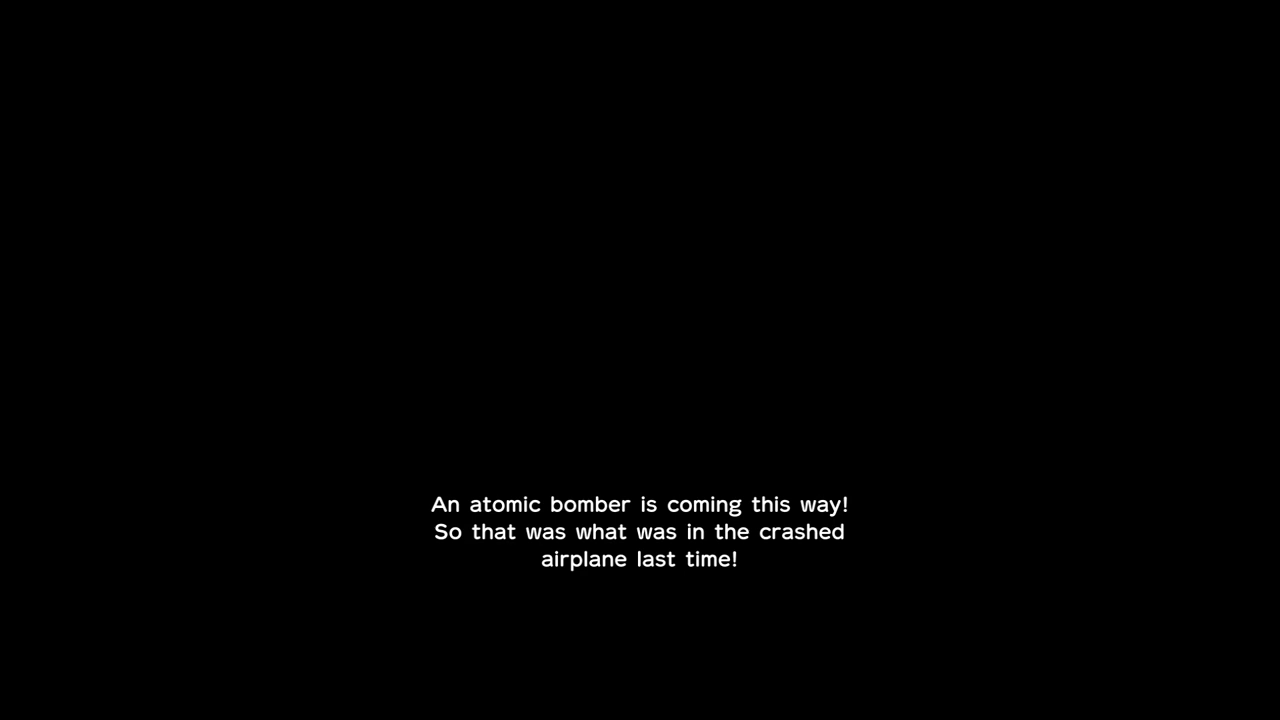 An atomic bomber is coming this way!
So that was what was in the crashed
airplane last time!